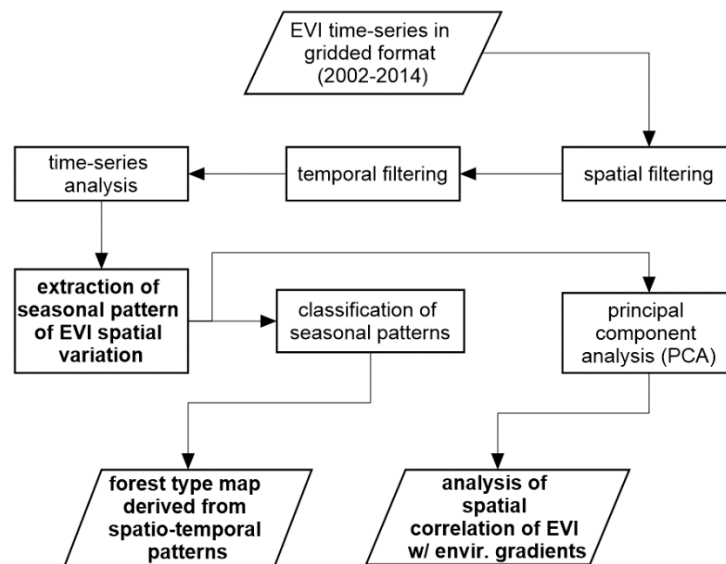 EVI time-series in
gridded format
(2002-2014)
time-series
analysis
temporal filtering
spatial filtering
extraction of
seasonal pattern
of EVI spatial
variation
classification of
seasonal patterns
principal
component
analysis (PCA)
forest type map
derived from
spatio-temporal
patterns
analysis of
spatial
correlation of EVI
w/ envir. gradients